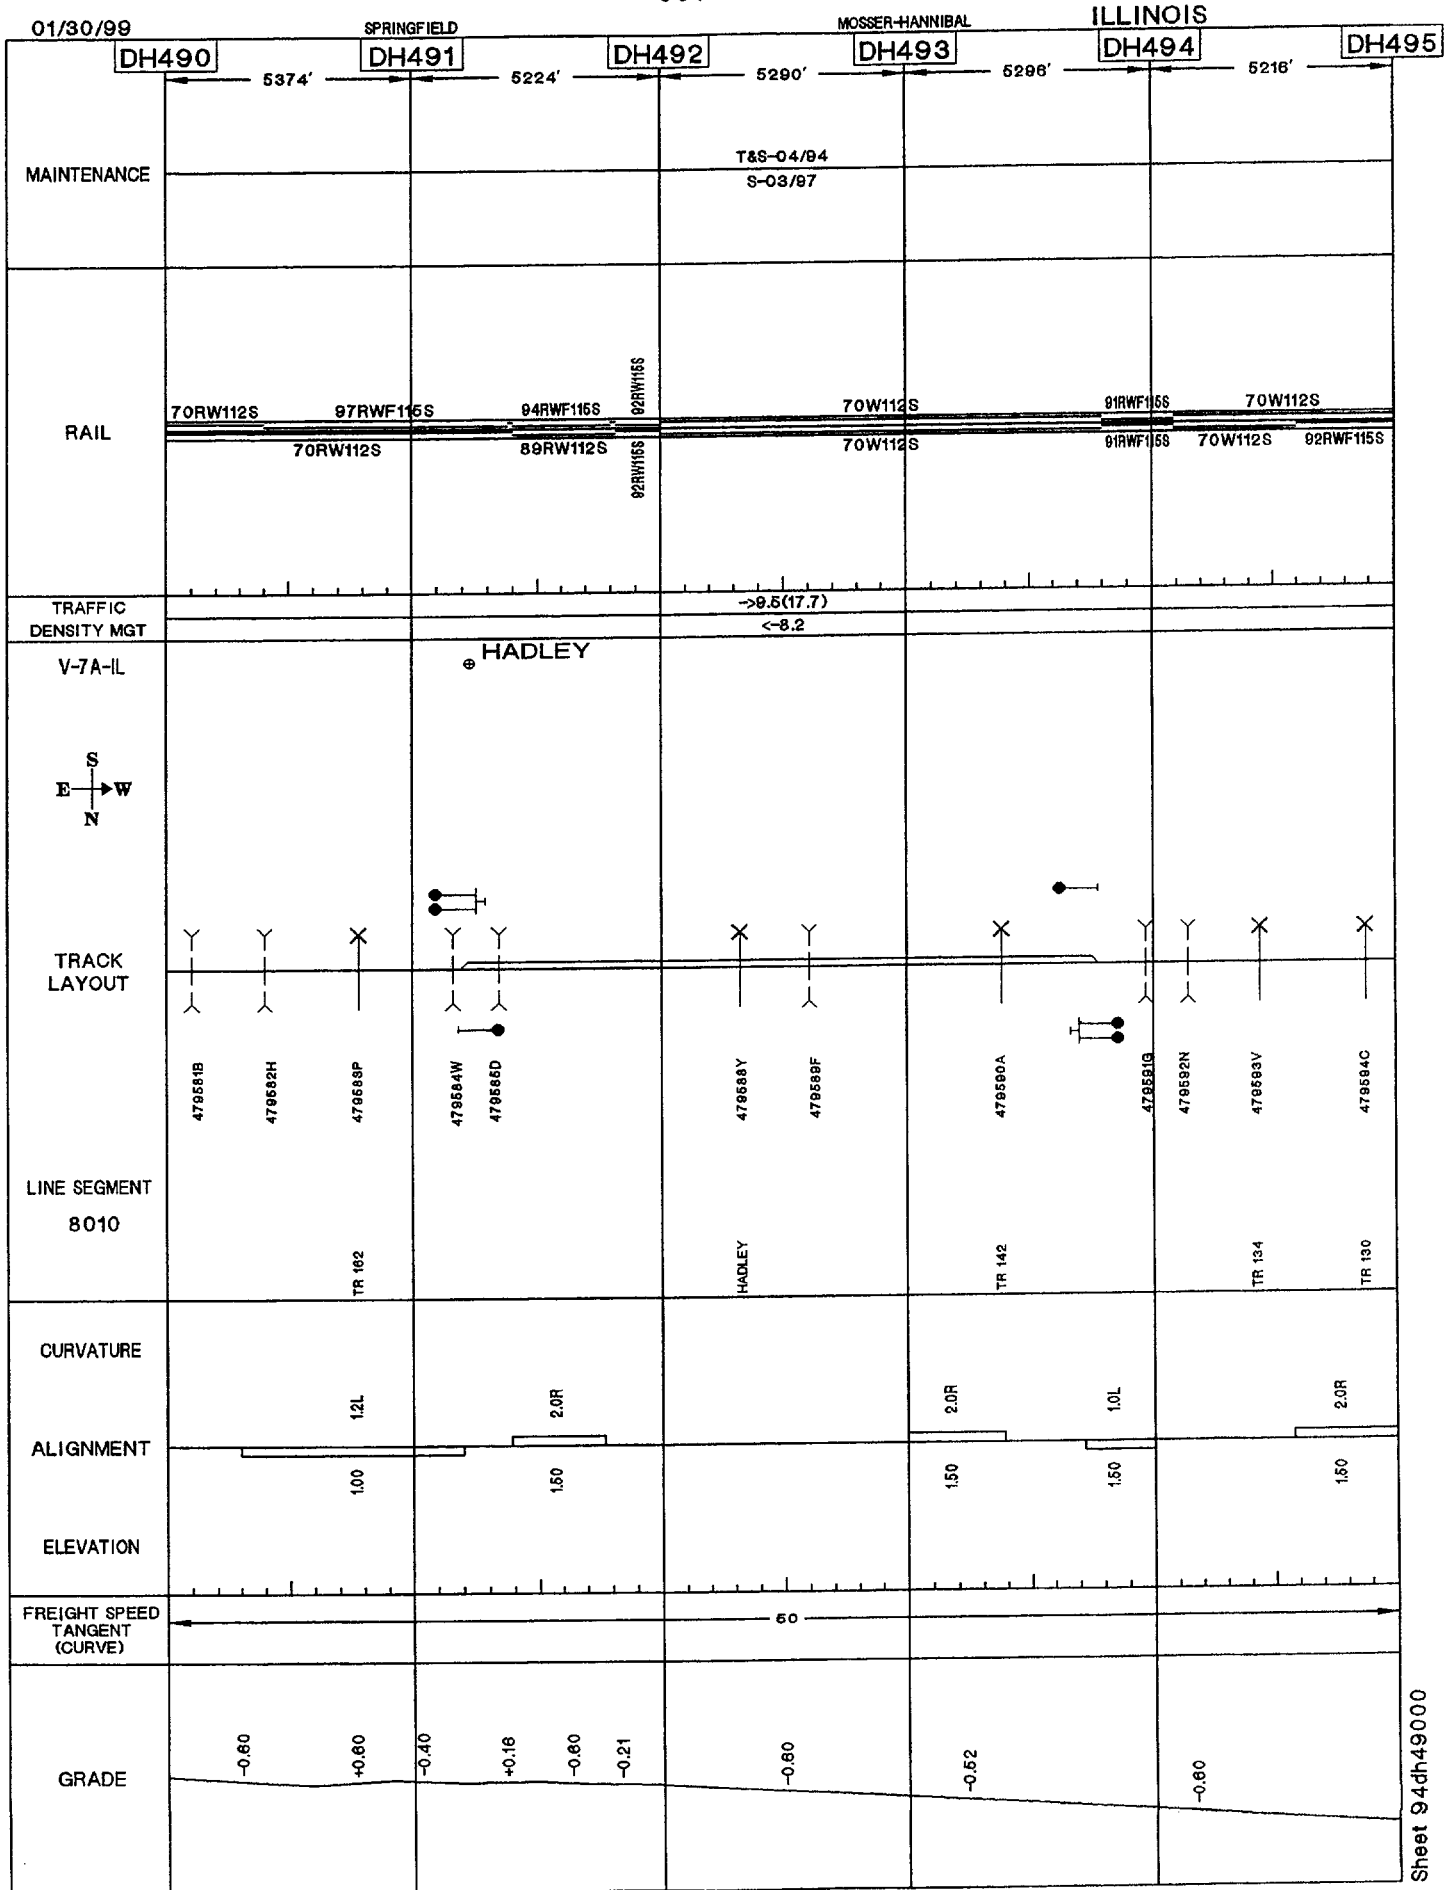 01/30/99
SPRINGFIELD
MOSSER-HANNIBAL
ILLINOIS
DH490
DH491
DH492
DH493
DH494
DH495
5374'
5224'
5290'
5296'
5216'
MAINTENANCE
T&S-04/94
S-03/97
RAIL
70RW112S
97RWF115S
94RWF115S
92RW115S
70W112S
91RWF115S
70W112S
70RW112S
89RW112S
92RW115S
70W112S
91RWF115S
70W112S
92RWF115S
TRAFFIC
DENSITY MGT
->9.5(17.7)
<-8.2
V-7A-IL
HADLEY
S
E W
N
TRACK
LAYOUT
479581B
479582H
479583P
479584W
479585D
479588Y
479589F
479590A
479591G
479592N
479593V
479594C
LINE SEGMENT
8010
TR 162
HADLEY
TR 142
TR 134
TR 130
CURVATURE
1.2L
2.0R
2.0R
1.0L
2.0R
ALIGNMENT
1.00
1.50
1.50
1.50
1.50
ELEVATION
FREIGHT SPEED
TANGENT
(CURVE)
50
GRADE
-0.60
+0.60
-0.40
+0.16
-0.60
-0.21
-0.60
-0.52
-0.60
Sheet 94dh49000